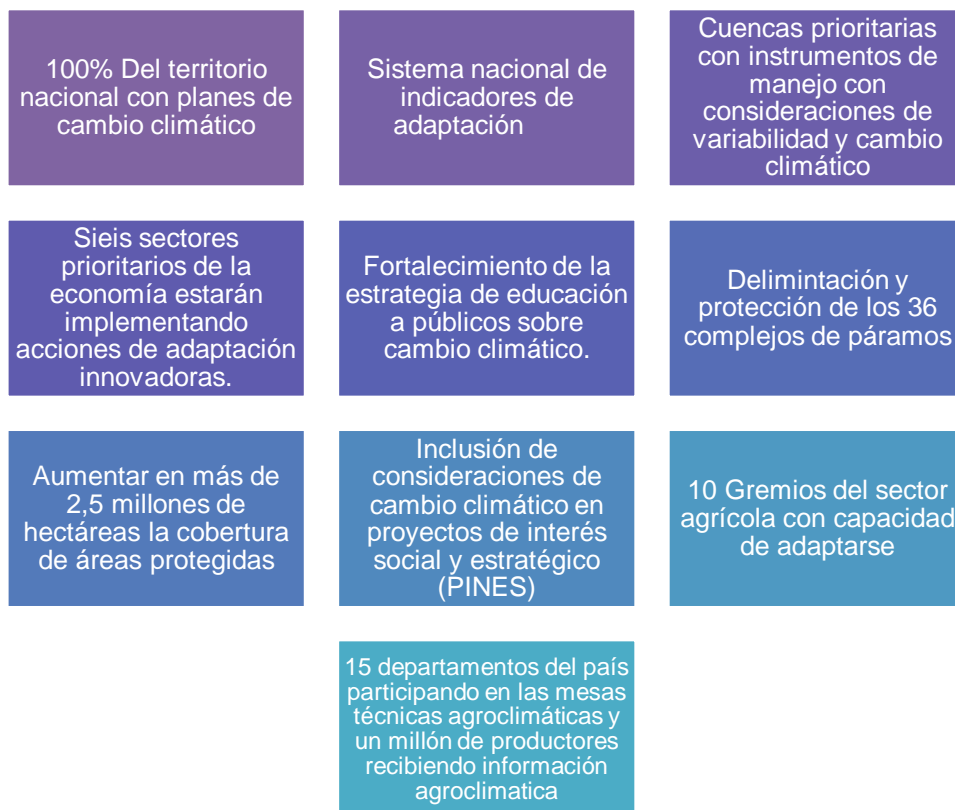 100% Del territorio
nacional con planes de
cambio climático
Sistema nacional de
indicadores de
adaptación
Cuencas prioritarias
con instrumentos de
manejo con
consideraciones de
variabilidad y cambio
climático
Sieis sectores
prioritarios de la
economía estarán
implementando
acciones de adaptación
innovadoras.
Fortalecimiento de la
estrategia de educación
a públicos sobre
cambio climático.
Delimintación y
protección de los 36
complejos de páramos
Aumentar en más de
2,5 millones de
hectáreas la cobertura
de áreas protegidas
Inclusión de
consideraciones de
cambio climático en
proyectos de interés
social y estratégico
(PINES)
10 Gremios del sector
agrícola con capacidad
de adaptarse
15 departamentos del país
participando en las mesas
técnicas agroclimáticas y
un millón de productores
recibiendo información
agroclimatica